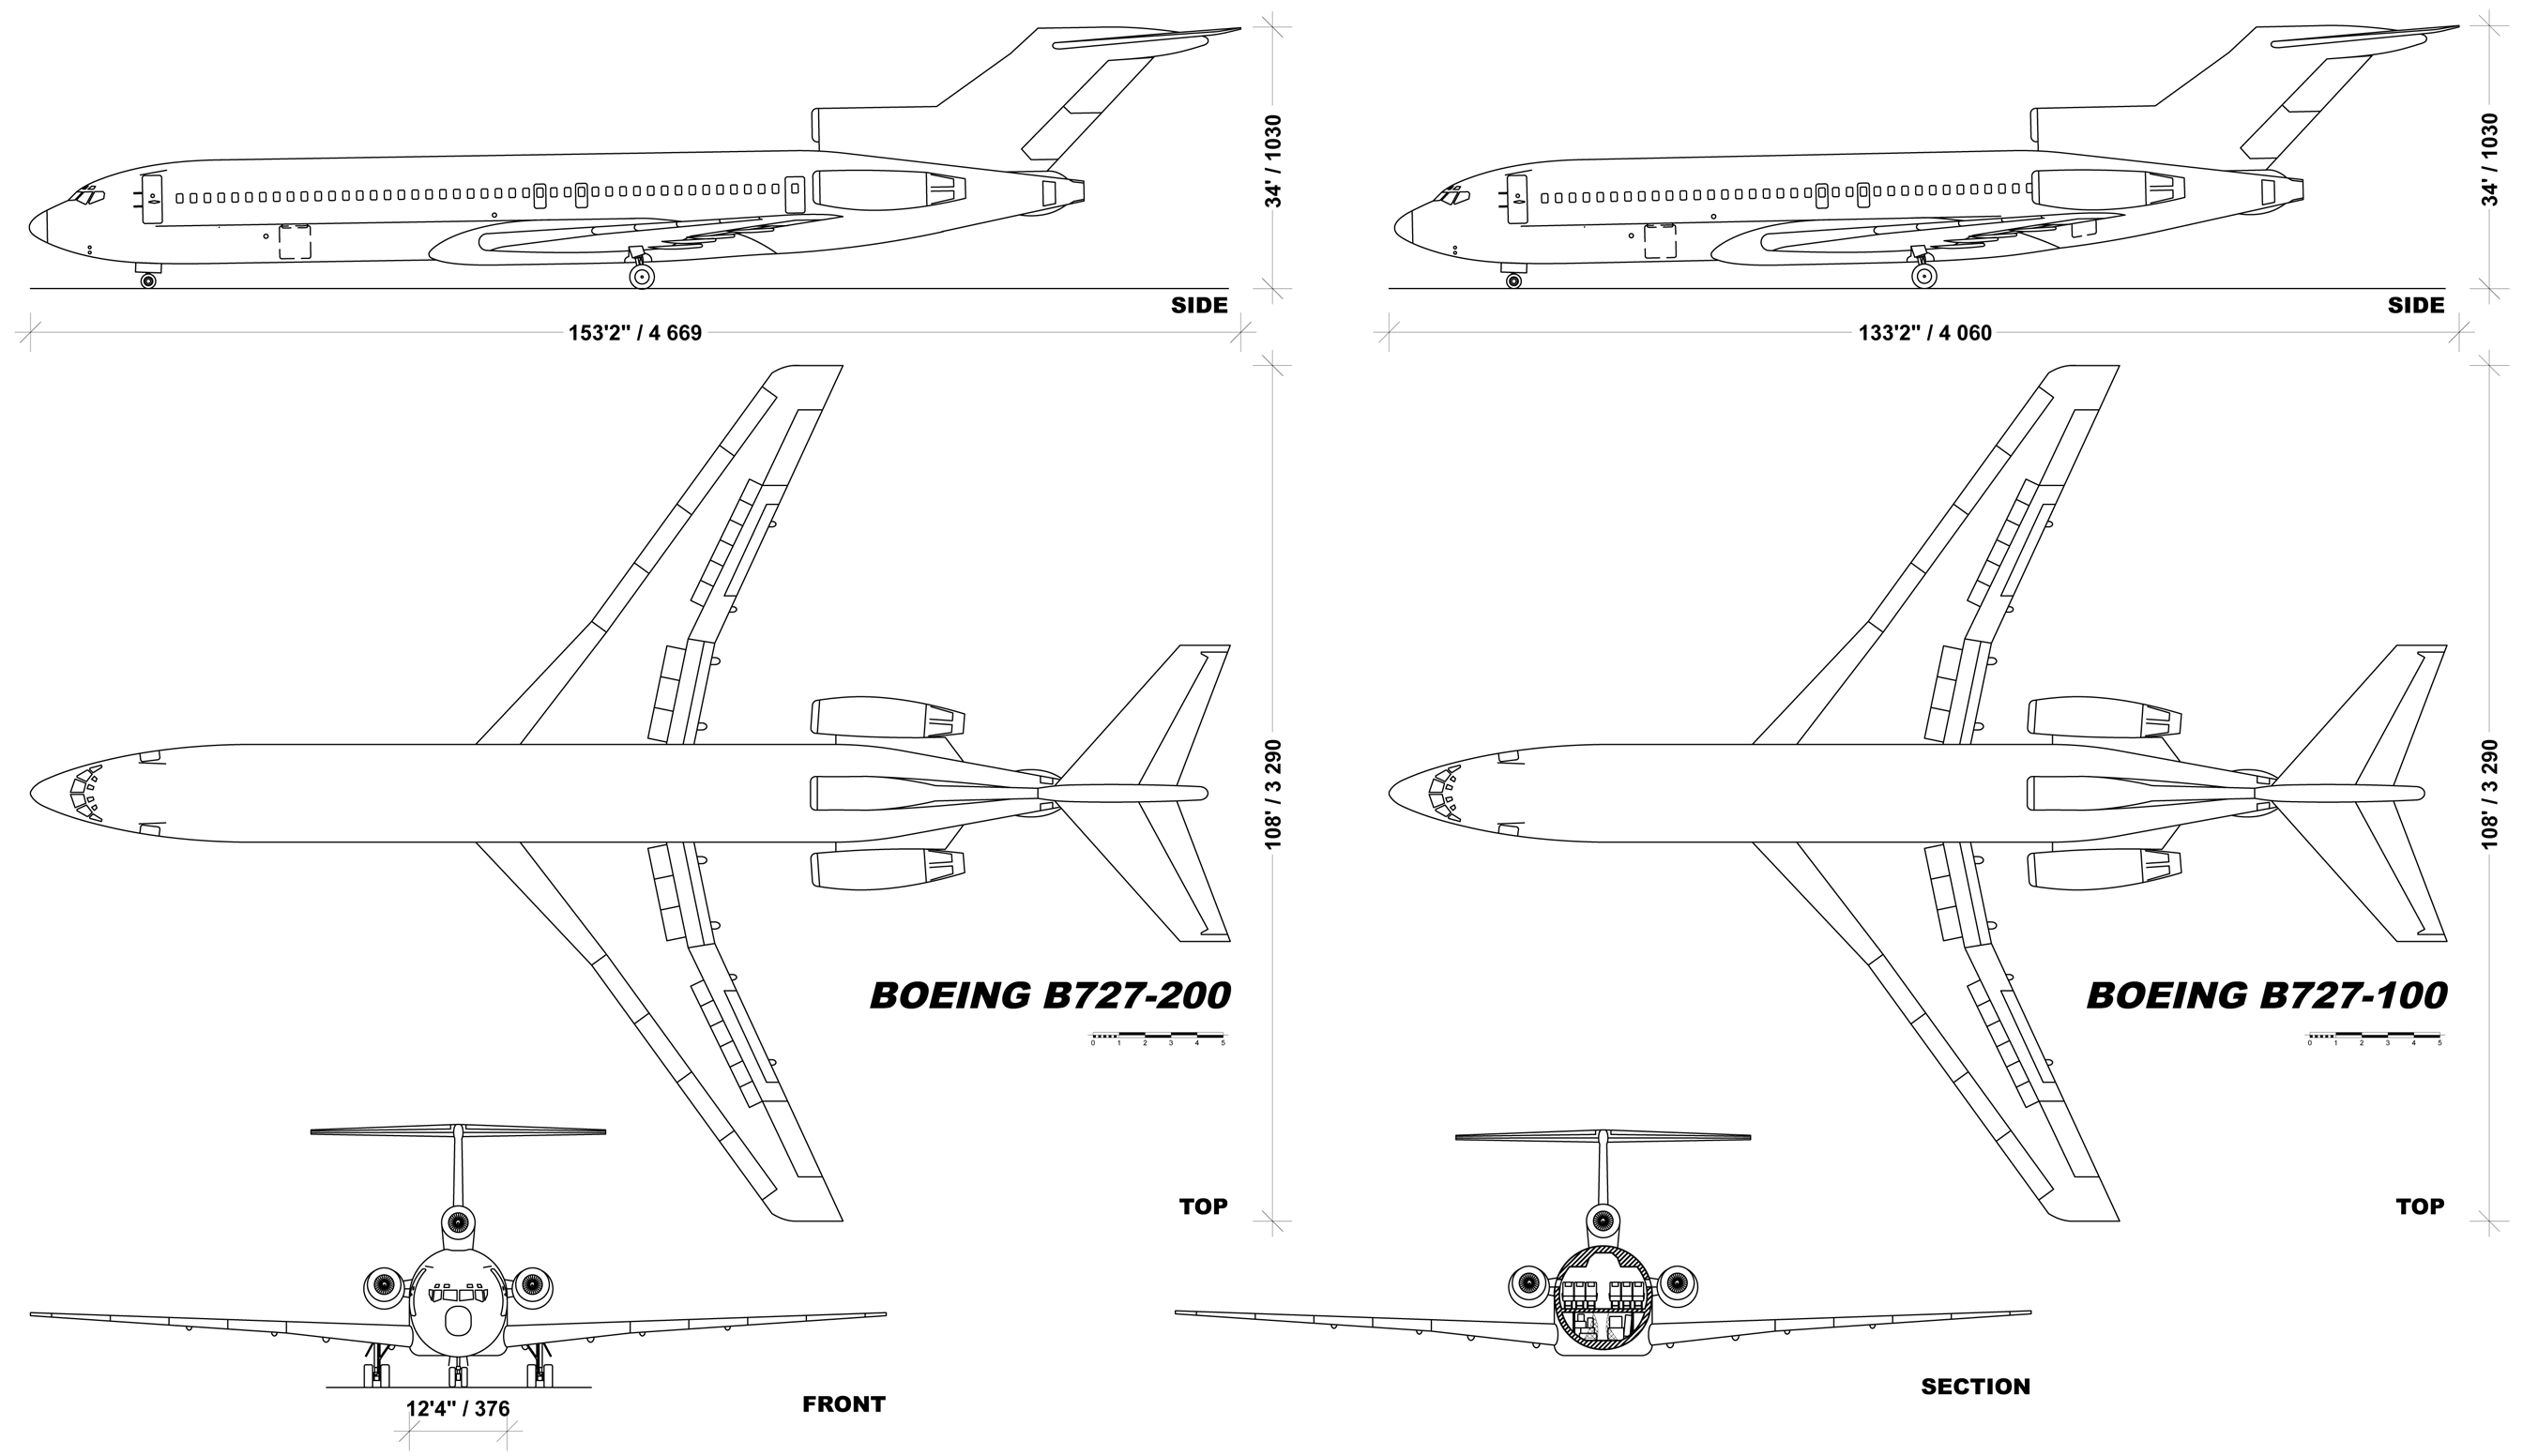 34' / 1030
SIDE
153'2" / 4 669
34' / 1030
SIDE
133'2" / 4 060
108' / 3 290
BOEING B727-200
0 1 2 3 4 5
TOP
108' / 3 290
BOEING B727-100
0 1 2 3 4 5
TOP
FRONT
12'4" / 376
SECTION